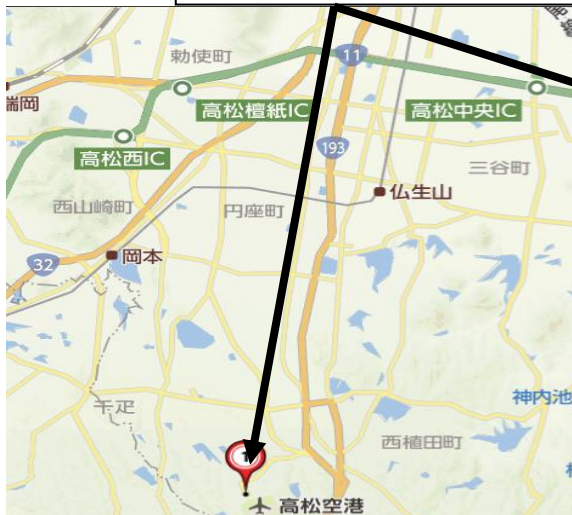 勅使町
11
端岡
高松檀紙IC
高松中央IC
高松西IC
193
三谷町
仏生山
西山崎町
円座町
岡本
32
神内池
千疋
西植田町
1
高松空港